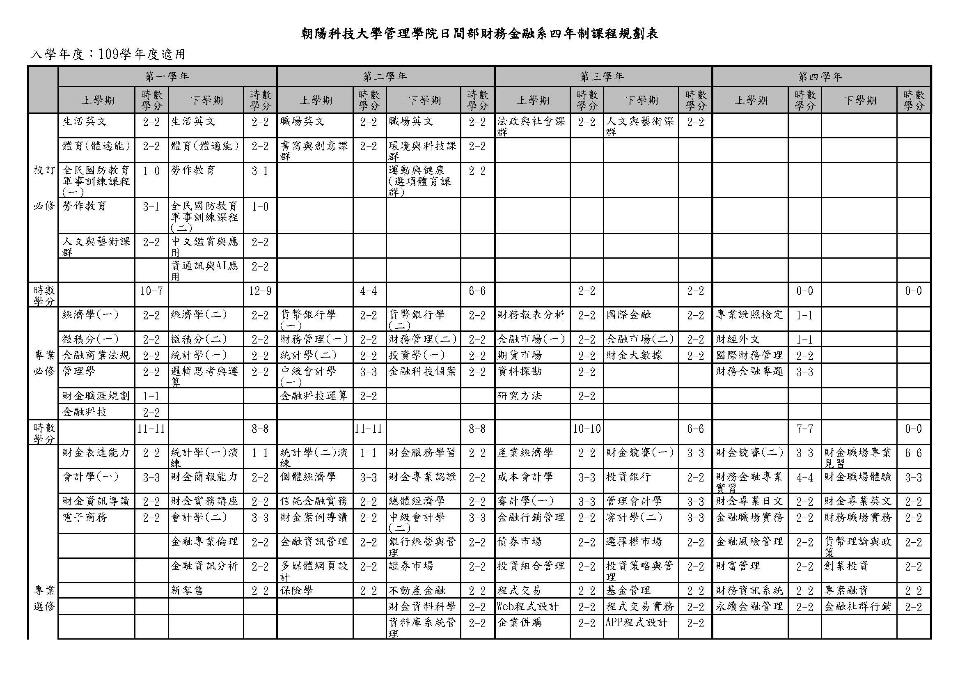 朝陽科技大學管理學院日間部財務金融系四年制課程規劃表
入學年度：109學年度適用
第一學年 第二學年 第三學年 第四學年
上學期 時數學分 下學期 時數學分 上學期 時數學分 下學期 時數學分 上學期 時數學分 下學期 時數學分 上學期 時數學分 下學期 時數學分
生活英文 2-2 生活英文 2-2 職場英文 2-2 職場英文 2-2 法政與社會課群 2-2 人文與藝術課群 2-2
體育(體適能) 2-2 體育(體適能) 2-2 書寫與創意課群 2-2 環境與科技課群 2-2
校訂 全民國防教育軍事訓練課程(一) 1-0 勞作教育 3-1 運動與健康(選項體育課群) 2-2
必修 勞作教育 3-1 全民國防教育軍事訓練課程(二) 1-0
人文與藝術課群 2-2 中文鑑賞與應用 2-2
資通訊與AI應用 2-2
時數學分 10-7 12-9 4-4 6-6 2-2 2-2 0-0 0-0
經濟學(一) 2-2 經濟學(二) 2-2 貨幣銀行學(一) 2-2 貨幣銀行學(二) 2-2 財務報表分析 2-2 國際金融 2-2 專業證照檢定 1-1
微積分(一) 2-2 微積分(二) 2-2 財務管理(一) 2-2 財務管理(二) 2-2 金融市場(一) 2-2 金融市場(二) 2-2 財經外文 1-1
專業 金融商業法規 2-2 統計學(一) 2-2 統計學(二) 2-2 投資學(一) 2-2 期貨市場 2-2 財金大數據 2-2 國際財務管理 2-2
必修 管理學 2-2 邏輯思考與運算 2-2 中級會計學(一) 3-3 金融科技個案 2-2 資料探勘 2-2 財務金融專題 3-3
財金職涯規劃 1-1 金融科技運算 2-2 研究方法 2-2
金融科技 2-2
時數學分 11-11 8-8 11-11 8-8 10-10 6-6 7-7 0-0
財金表達能力 2-2 統計學(一)演練 1-1 統計學(二)演練 1-1 財金服務學習 2-2 產業經濟學 2-2 財金競賽(一) 3-3 財金競賽(二) 3-3 財金職場專業見習 6-6
會計學(一) 3-3 財金簡報能力 2-2 個體經濟學 3-3 財金專業認證 2-2 成本會計學 3-3 投資銀行 2-2 財務金融專業實習 4-4 財金職場體驗 3-3
財金資訊導論 2-2 財金實務講座 2-2 信託金融實務 2-2 總體經濟學 2-2 審計學(一) 3-3 管理會計學 3-3 財金專業日文 2-2 財金專業英文 2-2
電子商務 2-2 會計學(二) 3-3 財金案例導讀 2-2 中級會計學(二) 3-3 金融行銷管理 2-2 審計學(二) 3-3 金融職場實務 2-2 財務職場實務 2-2
金融專業倫理 2-2 金融資訊管理 2-2 銀行經營與管理 2-2 債券市場 2-2 選擇權市場 2-2 金融風險管理 2-2 貨幣理論與政策 2-2
金融資訊分析 2-2 多媒體網頁設計 2-2 證券市場 2-2 投資組合管理 2-2 投資策略與管理 2-2 財富管理 2-2 創業投資 2-2
專業 新零售 2-2 保險學 2-2 不動產金融 2-2 程式交易 2-2 基金管理 2-2 財務資訊系統 2-2 專案融資 2-2
選修 財金資料科學 2-2 Web程式設計 2-2 程式交易實務 2-2 永續金融管理 2-2 金融社群行銷 2-2
資料庫系統管理 2-2 企業併購 2-2 APP程式設計 2-2